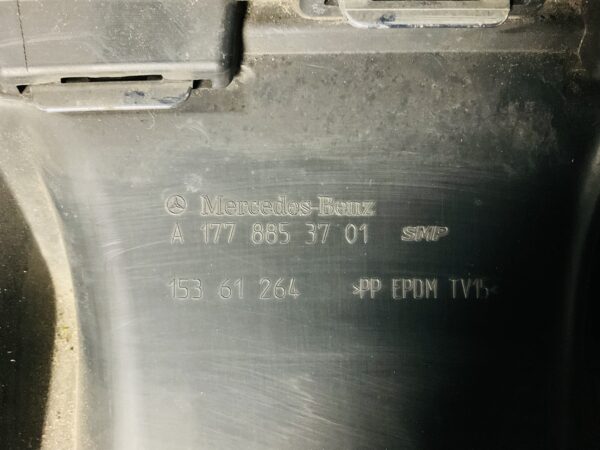 Mercedes-Benz
A 177 885 37 01 SMP
153 61 264 >PP EPDM TV15<